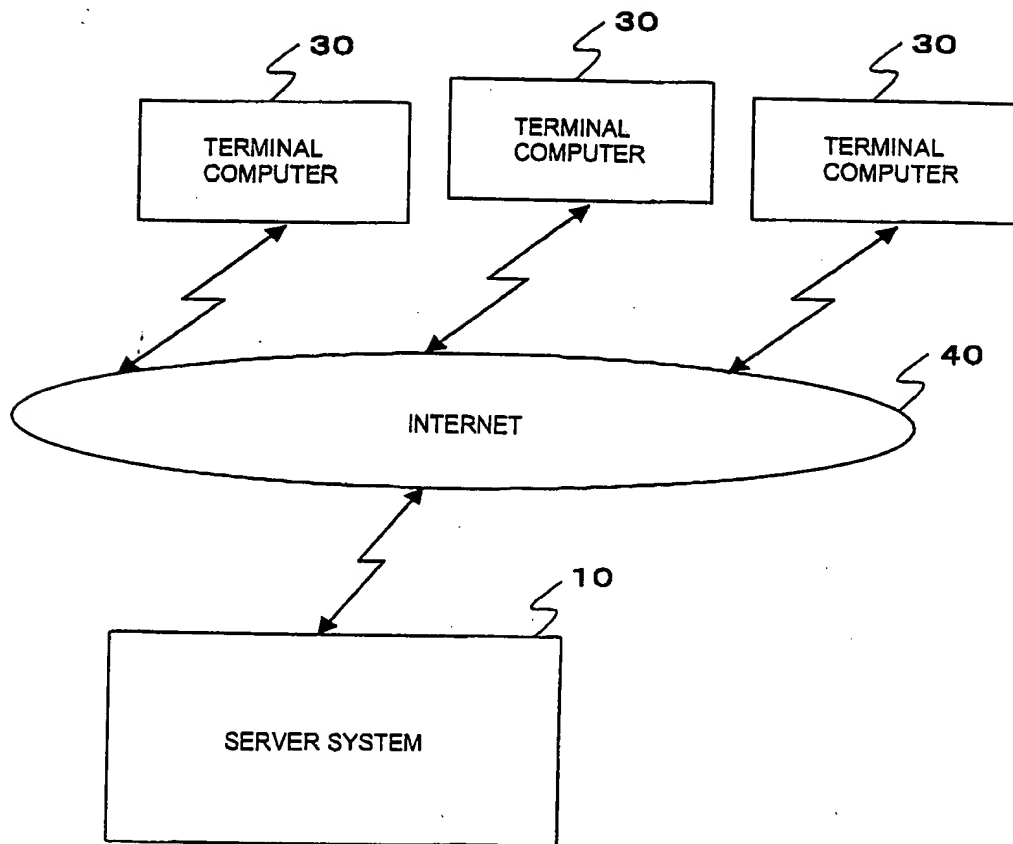 30
30
30
TERMINAL
COMPUTER
TERMINAL
COMPUTER
TERMINAL
COMPUTER
40
INTERNET
10
SERVER SYSTEM